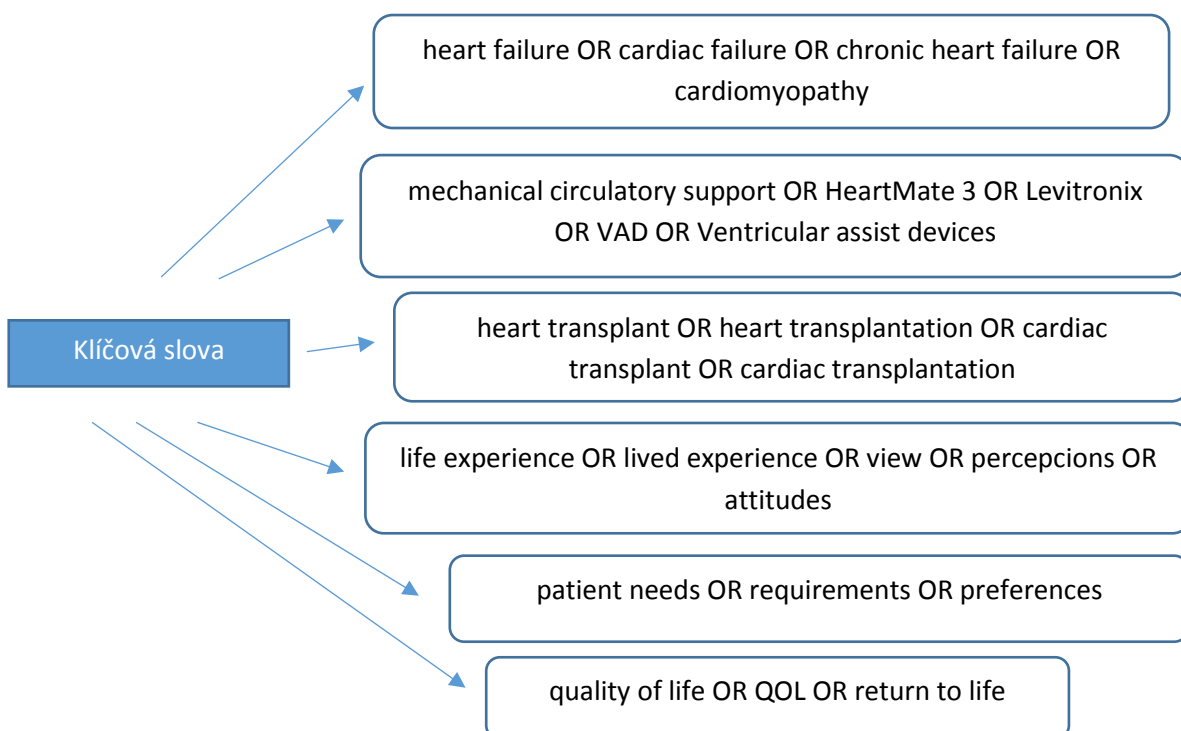 heart failure OR cardiac failure OR chronic heart failure OR
cardiomyopathy
mechanical circulatory support OR HeartMate 3 OR Levitronix
OR VAD OR Ventricular assist devices
Klíčová slova
heart transplant OR heart transplantation OR cardiac
transplant OR cardiac transplantation
life experience OR lived experience OR view OR percepcions OR
attitudes
patient needs OR requirements OR preferences
quality of life OR QOL OR return to life